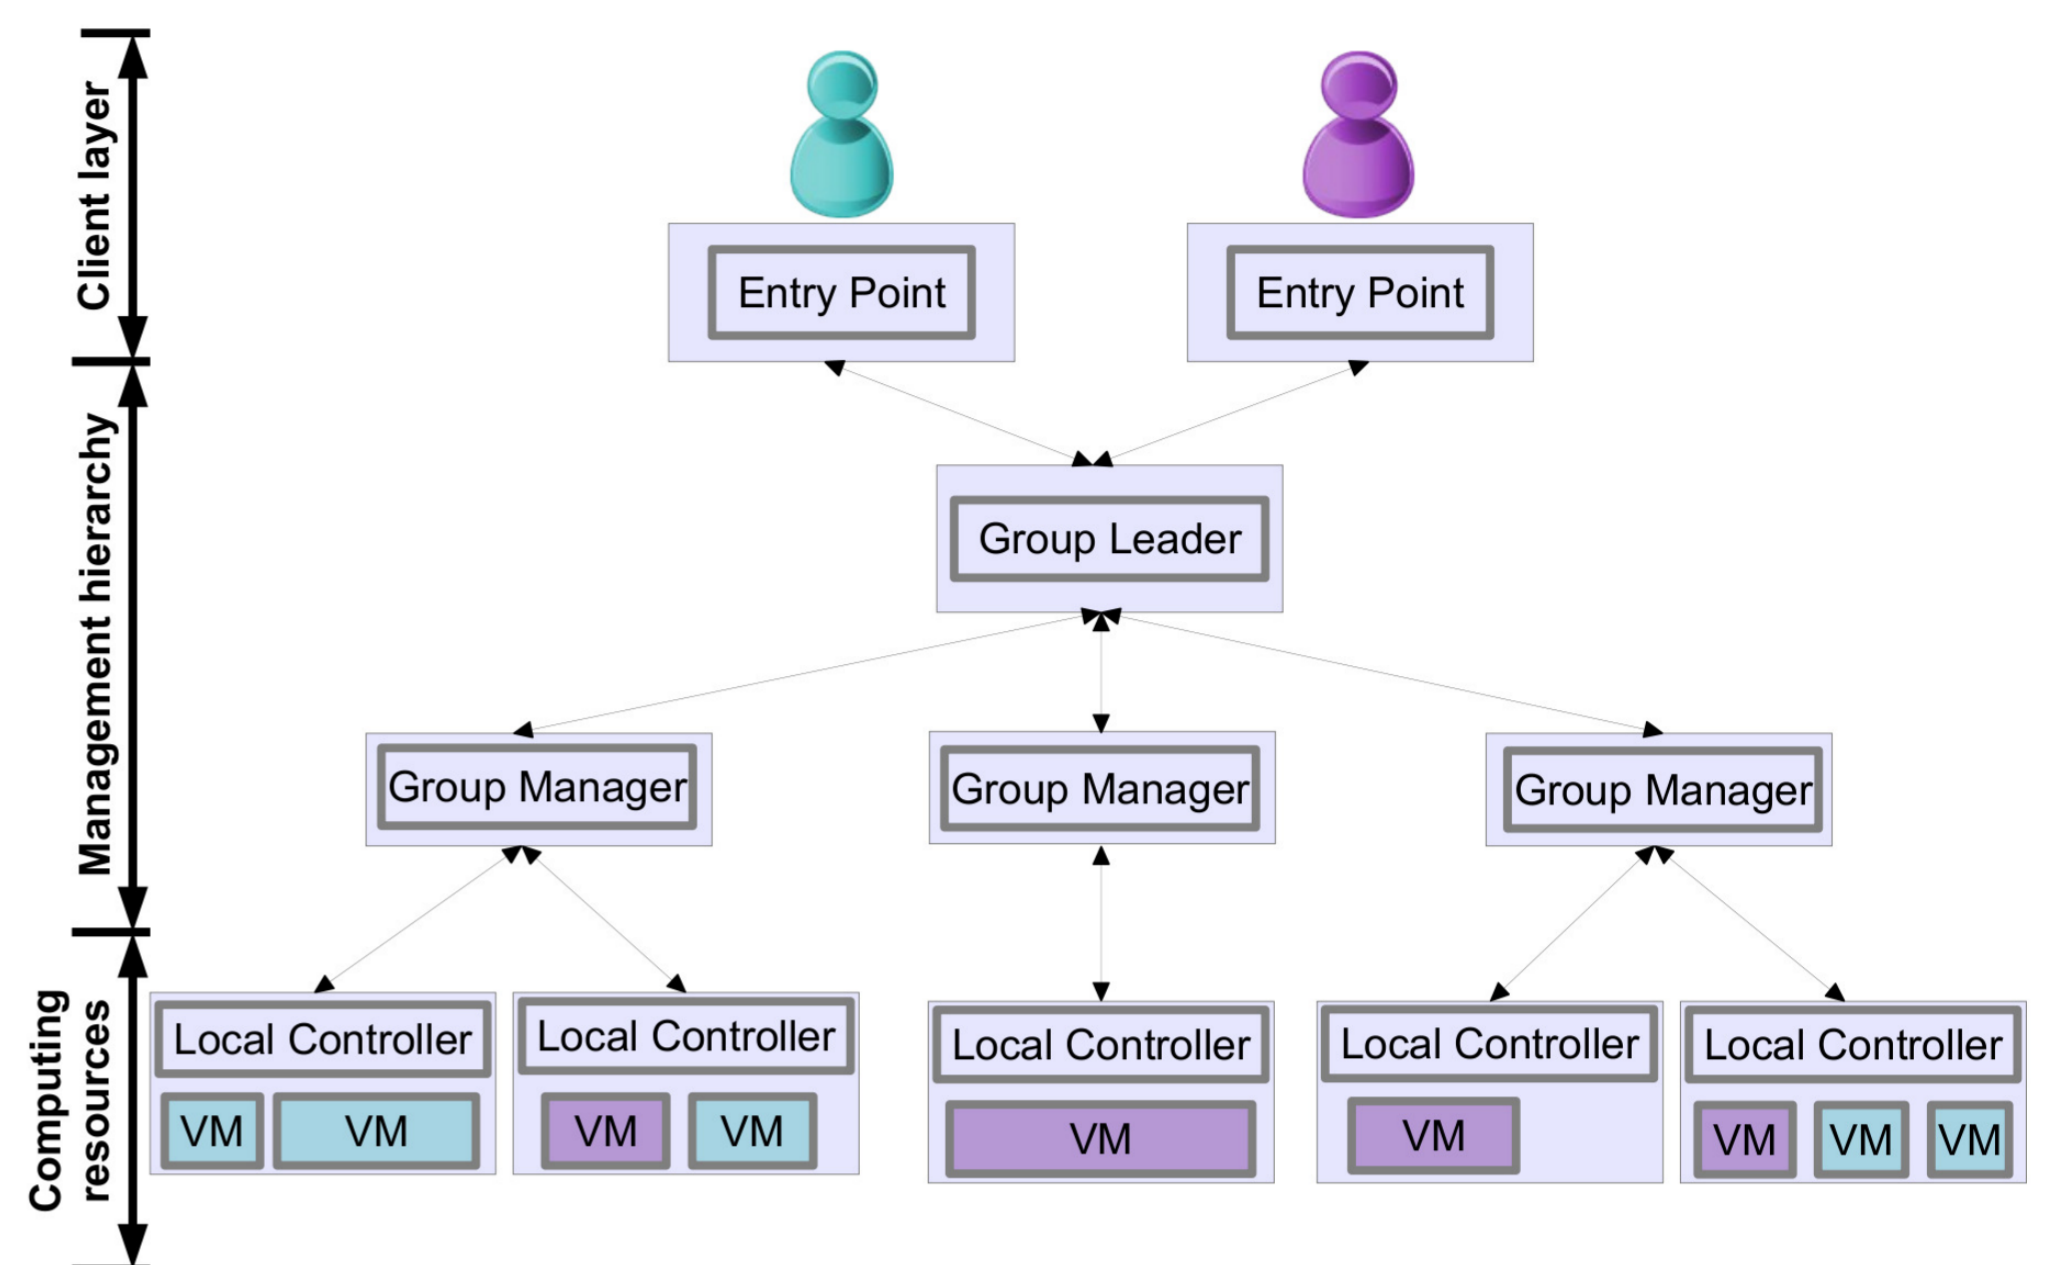 Client layer
Entry Point
Entry Point
Management hierarchy
Group Leader
Group Manager
Group Manager
Group Manager
Computing
resources
Local Controller
VM
VM
Local Controller
VM
VM
Local Controller
VM
Local Controller
VM
Local Controller
VM
VM
VM